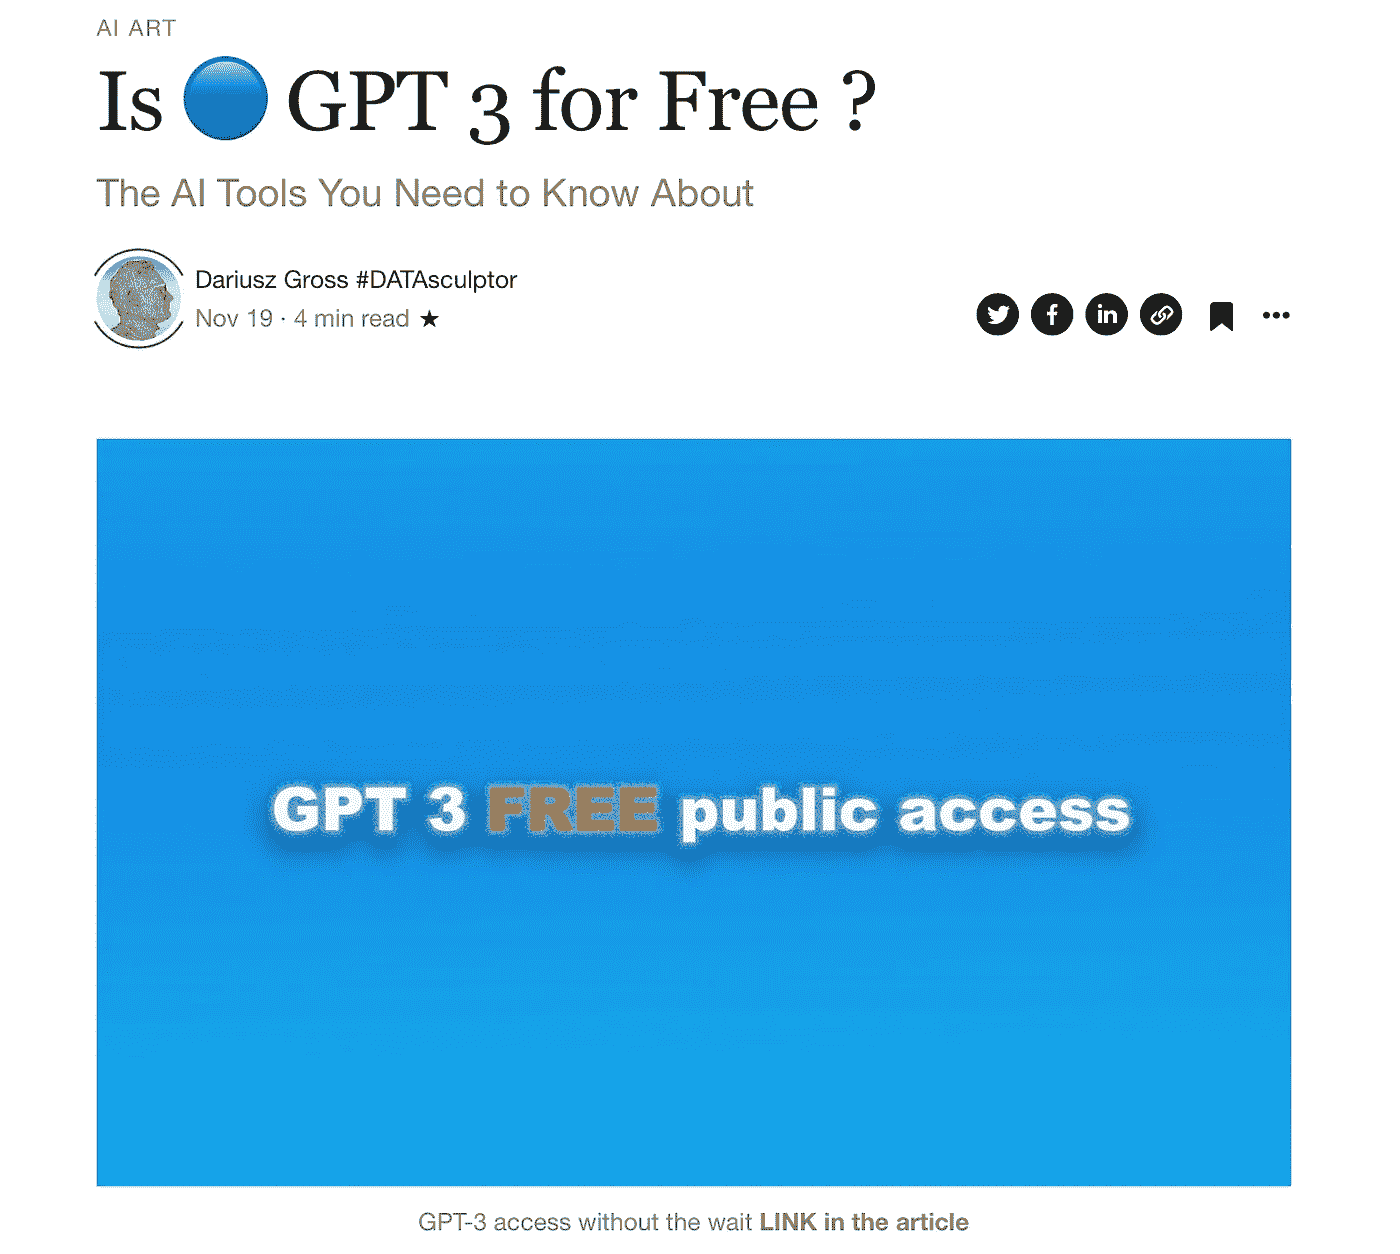 AI ART
Is 🔵 GPT 3 for Free ?
The AI Tools You Need to Know About
Dariusz Gross #DATAsculptor
Nov 19 · 4 min read ★
GPT 3 FREE public access
GPT-3 access without the wait LINK in the article